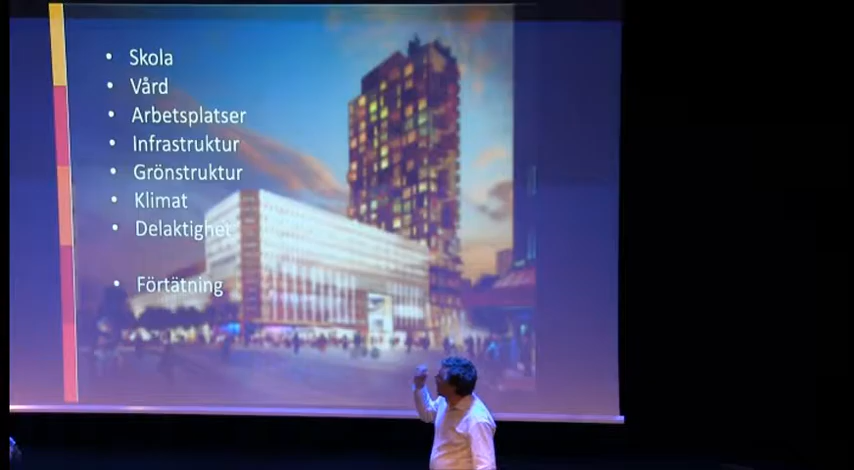 Skola
Vård
Arbetsplatser
Infrastruktur
Grönstruktur
Klimat
Delaktighet
Förtätning